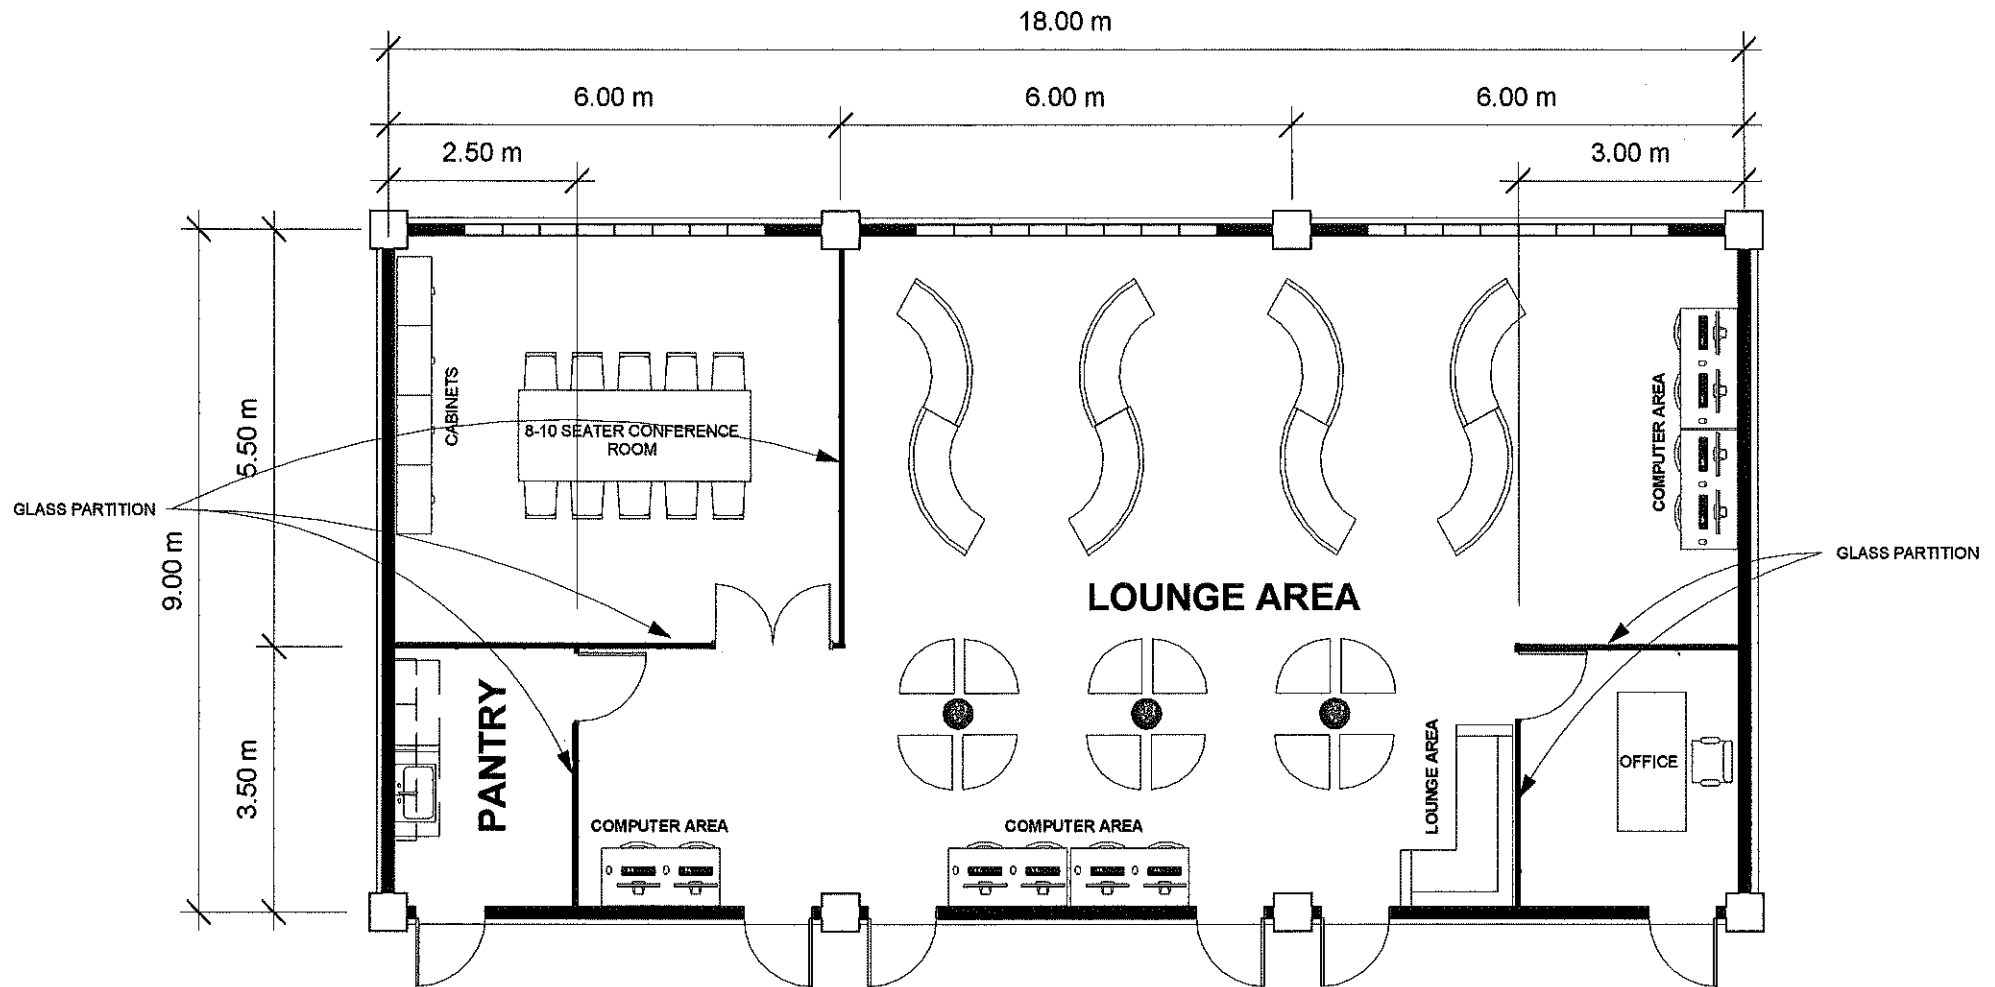 18.00 m
6.00 m
6.00 m
6.00 m
2.50 m
3.00 m
CABINETS
8-10 SEATER CONFERENCE
ROOM
COMPUTER AREA
5.50 m
GLASS PARTITION
9.00 m
GLASS PARTITION
LOUNGE AREA
PANTRY
3.50 m
LOUNGE AREA
OFFICE
COMPUTER AREA
COMPUTER AREA